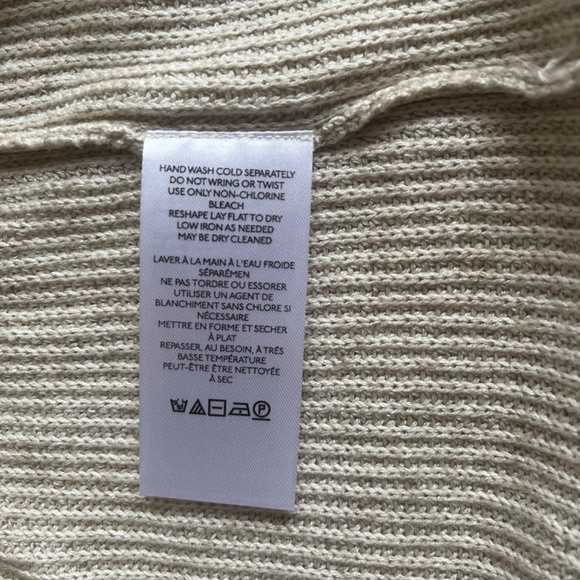 HAND WASH COLD SEPARATELY
DO NOT WRING OR TWIST
USE ONLY NON-CHLORINE
BLEACH
RESHAPE LAY FLAT TO DRY
LOW IRON AS NEEDED
MAY BE DRY CLEANED
LAVER À LA MAIN À L'EAU FROIDE
SÉPARÉMEN
NE PAS TORDRE OU ESSORER
UTILISER UN AGENT DE
BLANCHIMENT SANS CHLORE SI
NÉCESSAIRE
METTRE EN FORME ET SECHER
À PLAT
REPASSER, AU BESOIN, À TRÉS
BASSE TEMPÉRATURE
PEUT-ÊTRE ÊTRE NETTOYÉE
À SEC
P